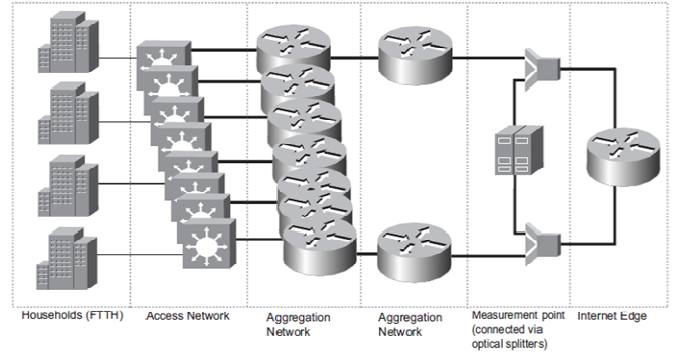 Households (FTTH)
Access Network
Aggregation
Network
Aggregation
Network
Measurement point
(connected via
optical splitters)
Internet Edge